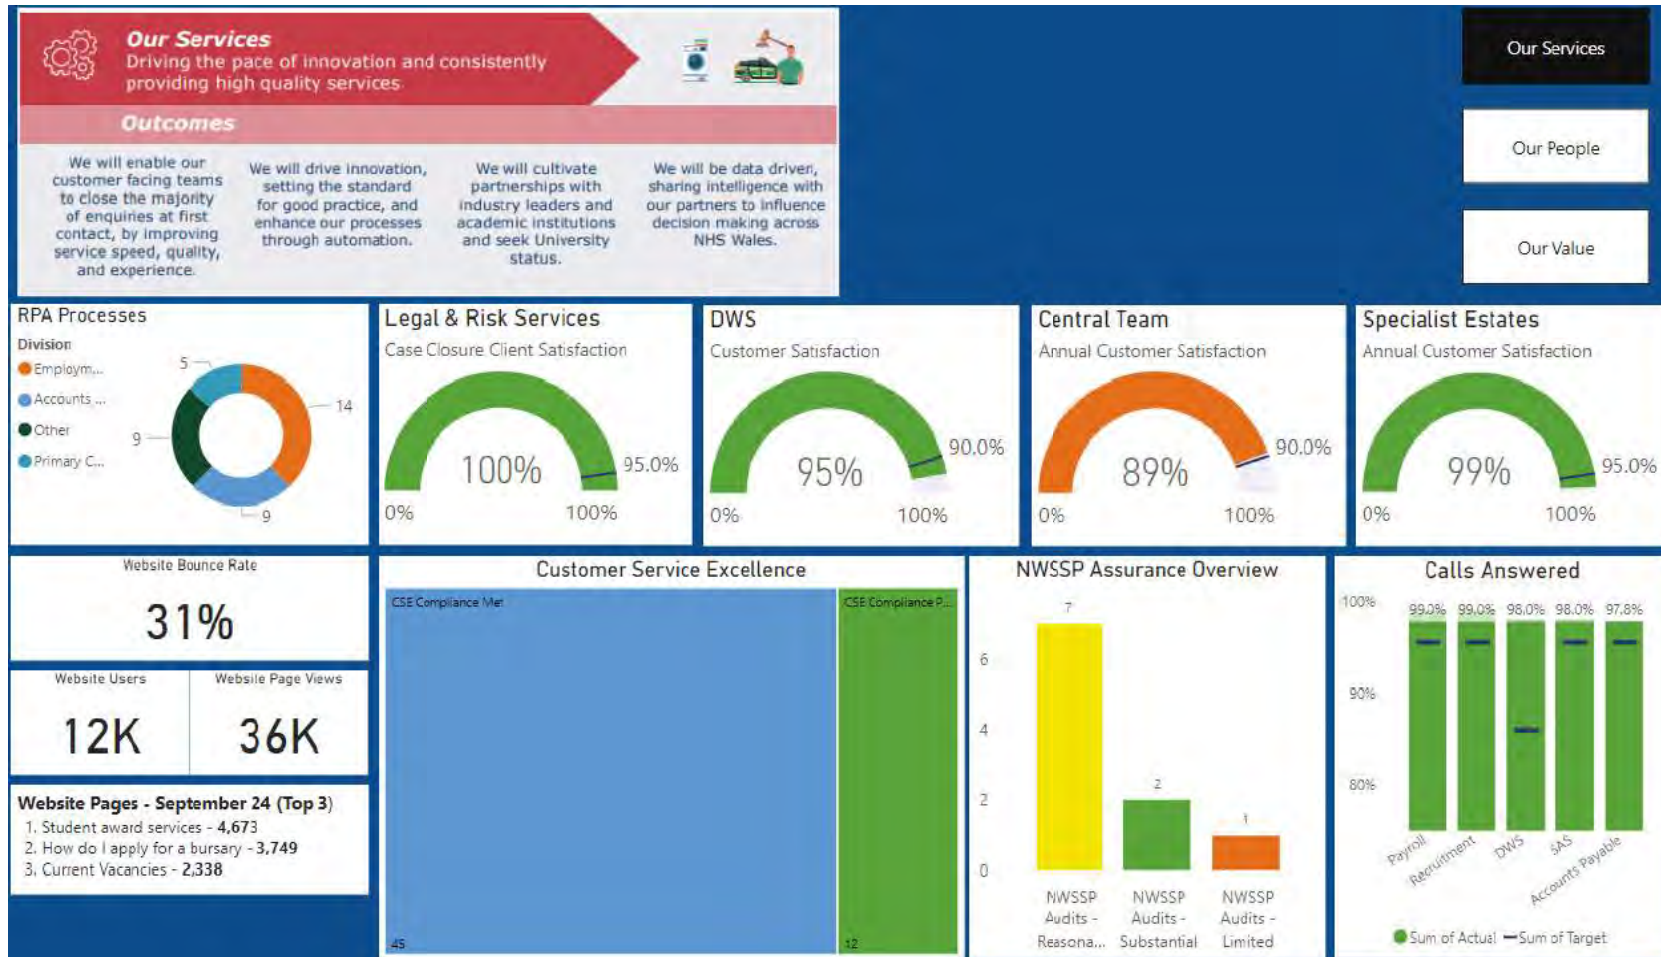 Our Services
Driving the pace of innovation and consistently
providing high quality services
Outcomes
We will enable our
customer facing teams
to close the majority
of enquiries at first
contact, by improving
service speed, quality,
and experience.
We will drive innovation,
setting the standard
for good practice, and
enhance our processes
through automation.
We will cultivate
partnerships with
industry leaders and
academic institutions
and seek University
status.
We will be data driven,
sharing intelligence with
our partners to influence
decision making across
NHS Wales.
Our Services
Our People
Our Value
RPA Processes
Division
Employm...
Accounts ...
Other
Primary C...
5
14
9
9
Legal & Risk Services
Case Closure Client Satisfaction
100%
95.0%
0%
100%
DWS
Customer Satisfaction
95%
90.0%
0%
100%
Central Team
Annual Customer Satisfaction
89%
90.0%
0%
100%
Specialist Estates
Annual Customer Satisfaction
99%
95.0%
0%
100%
Website Bounce Rate
31%
Website Users
12K
Website Page Views
36K
Website Pages - September 24 (Top 3)
1. Student award services - 4,673
2. How do I apply for a bursary - 3,749
3. Current Vacancies - 2,338
Customer Service Excellence
CSE Compliance Met
45
CSE Compliance P...
12
NWSSP Assurance Overview
6
4
2
0
7
2
1
NWSSP
Audits -
Reasona...
NWSSP
Audits -
Substantial
NWSSP
Audits -
Limited
Calls Answered
100%
90%
80%
99.0% 99.0% 98.0% 98.0% 97.8%
Payroll
Recruitment
DWS
SAS
Accounts Payable
Sum of Actual
Sum of Target